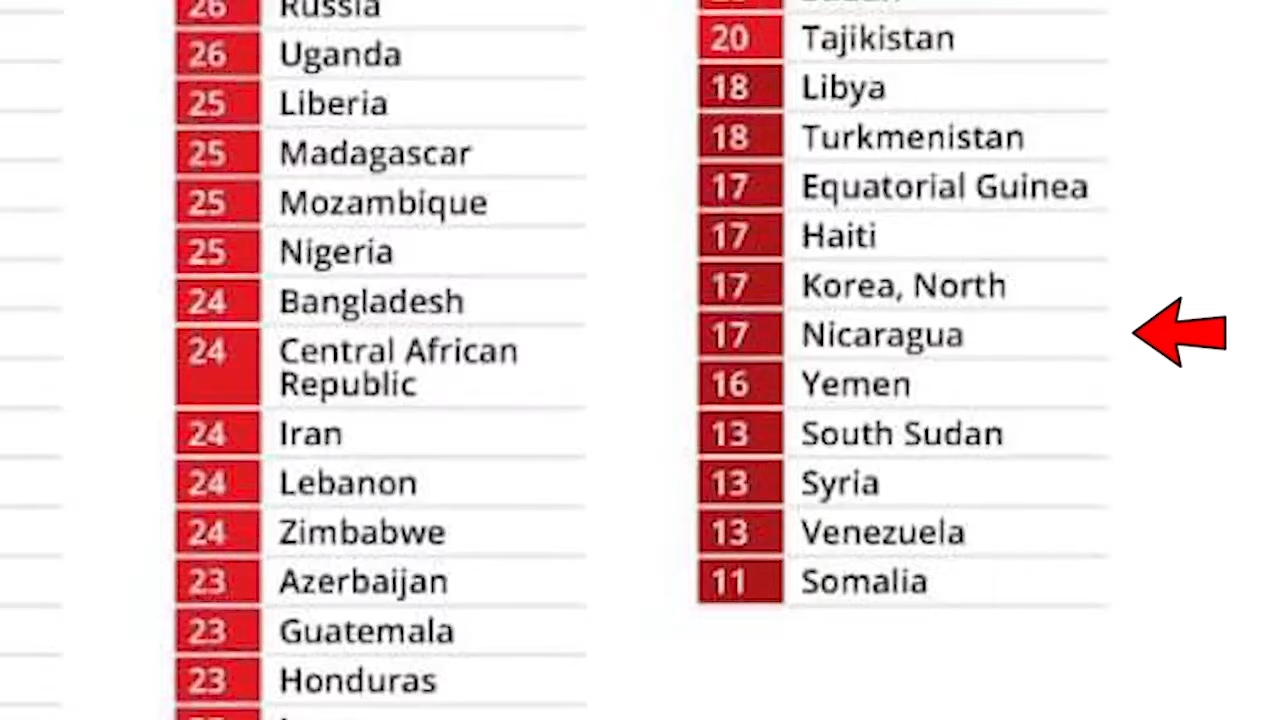 26 Russia
26 Uganda
25 Liberia
25 Madagascar
25 Mozambique
25 Nigeria
24 Bangladesh
24 Central African
Republic
24 Iran
24 Lebanon
24 Zimbabwe
23 Azerbaijan
23 Guatemala
23 Honduras
20 Tajikistan
18 Libya
18 Turkmenistan
17 Equatorial Guinea
17 Haiti
17 Korea, North
17 Nicaragua
16 Yemen
13 South Sudan
13 Syria
13 Venezuela
11 Somalia